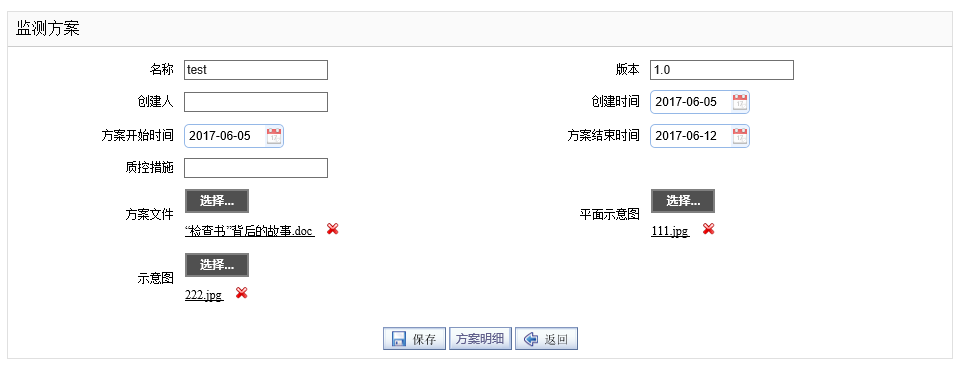 监测方案
名称 test 版本 1.0
创建人 创建时间 2017-06-05
方案开始时间 2017-06-05 方案结束时间 2017-06-12
质控措施
方案文件 选择... 平面示意图 选择...
“检查书”背后的故事.doc 111.jpg
示意图 选择...
222.jpg
保存 方案明细 返回